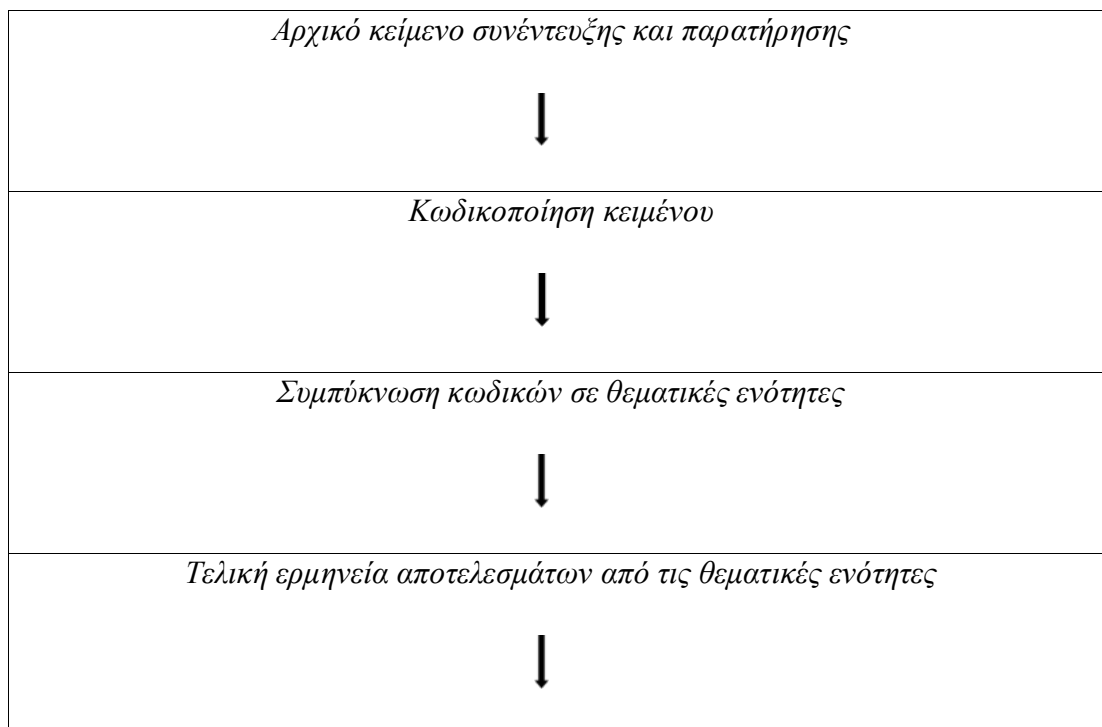 Αρχικό κείμενο συνέντευξης και παρατήρησης
Κωδικοποίηση κειμένου
Συμπύκνωση κωδικών σε θεματικές ενότητες
Τελική ερμηνεία αποτελεσμάτων από τις θεματικές ενότητες